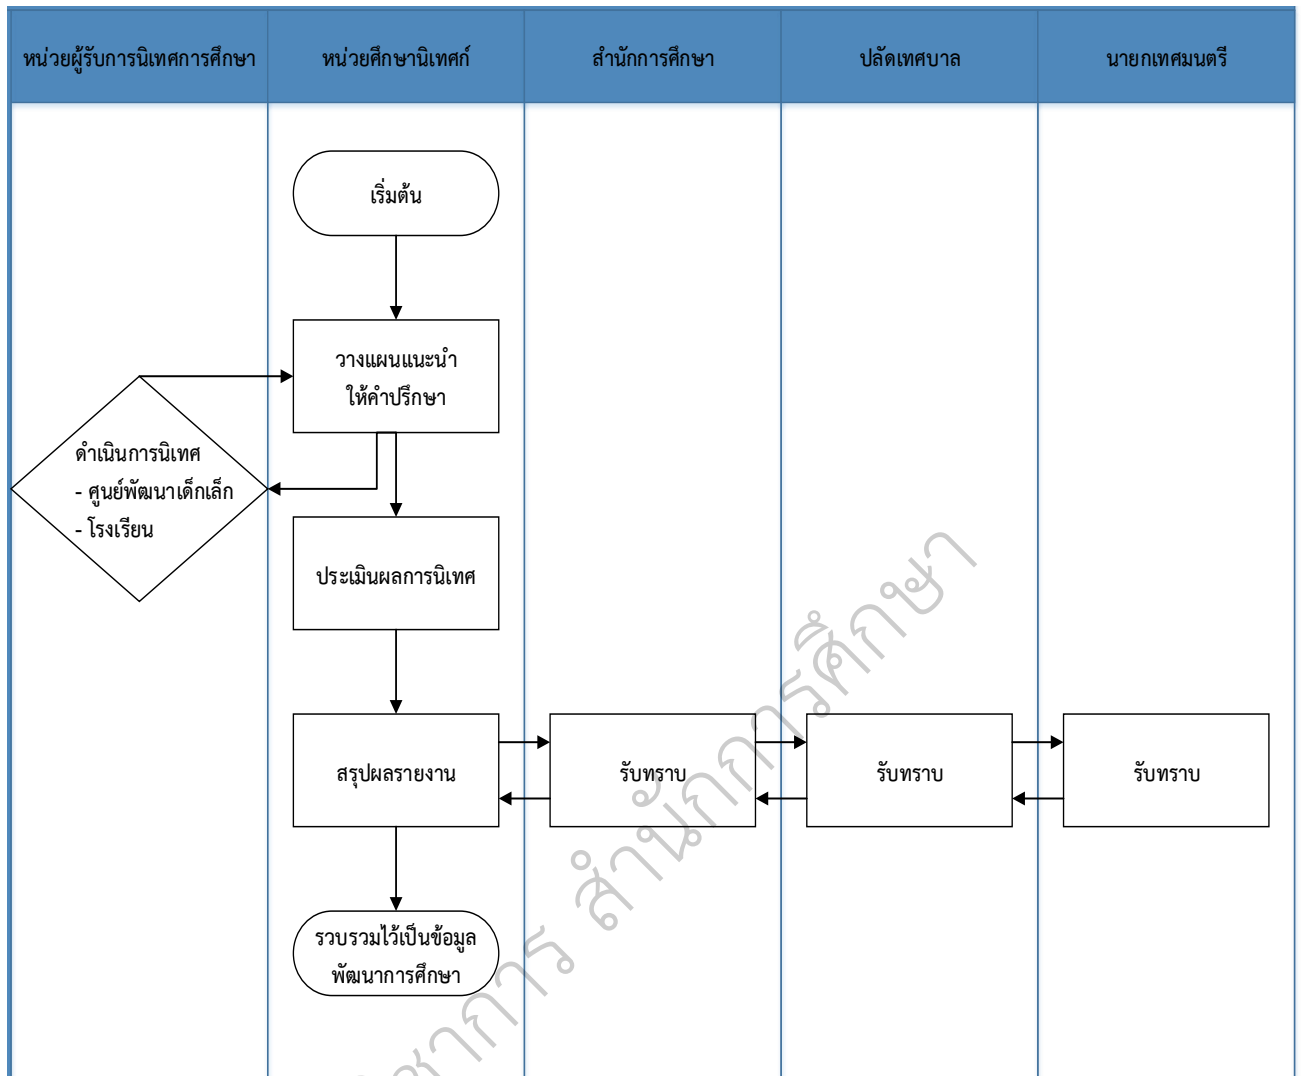 หน่วยผู้รับการนิเทศการศึกษา
หน่วยศึกษานิเทศก์
สำนักการศึกษา
ปลัดเทศบาล
นายกเทศมนตรี
เริ่มต้น
วางแผนแนะนำ
ให้คำปรึกษา
ดำเนินการนิเทศ
- ศูนย์พัฒนาเด็กเล็ก
- โรงเรียน
ประเมินผลการนิเทศ
สรุปผลรายงาน
รับทราบ
รับทราบ
รับทราบ
รวบรวมไว้เป็นข้อมูล
พัฒนาการศึกษา
สำนักการศึกษา